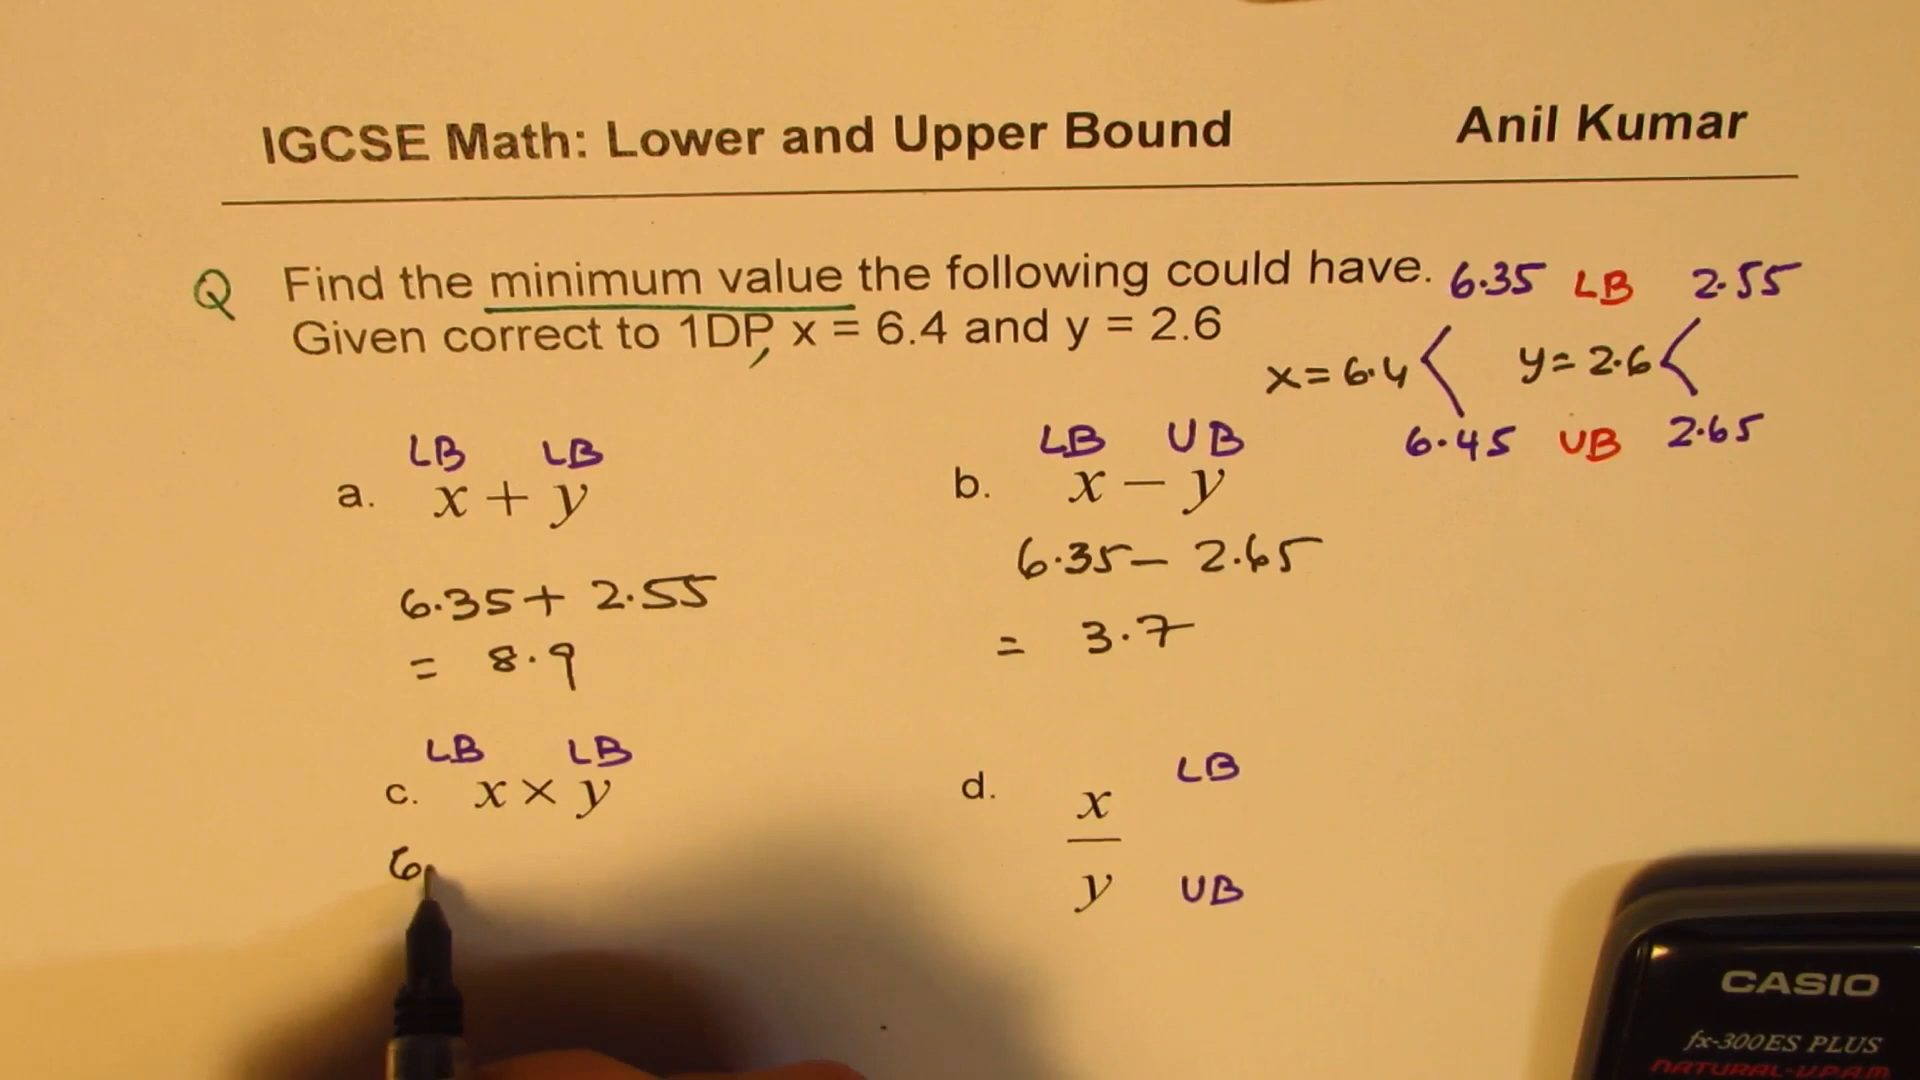 IGCSE Math: Lower and Upper Bound Anil Kumar
Q Find the minimum value the following could have. 6.35 LB 2.55
Given correct to 1DP, x = 6.4 and y = 2.6
x = 6.4 y = 2.6
6.45 UB 2.65
LB LB
a. x + y
6.35 + 2.55
= 8.9
LB UB
b. x − y
6.35 − 2.65
= 3.7
LB LB
c. x × y
6.
d. x LB
y UB
CASIO
fx-300ES PLUS
NATURAL-V.P.A.M.